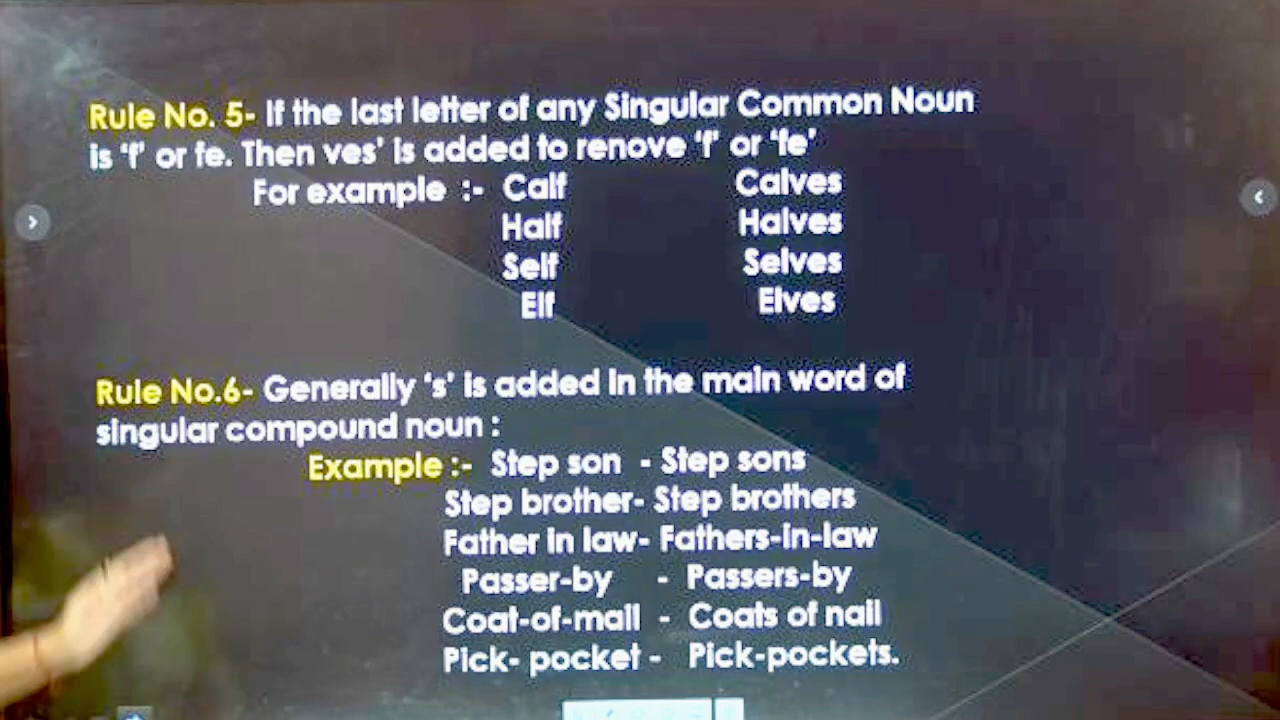 Rule No. 5- If the last letter of any Singular Common Noun
is 'f' or fe. Then ves' is added to renove 'f' or 'fe'
For example :- Calf Calves
Half Halves
Self Selves
Elf Elves
Rule No.6- Generally 's' is added in the main word of
singular compound noun :
Example :- Step son - Step sons
Step brother- Step brothers
Father in law- Fathers-in-law
Passer-by - Passers-by
Coat-of-mail - Coats of nail
Pick- pocket - Pick-pockets.